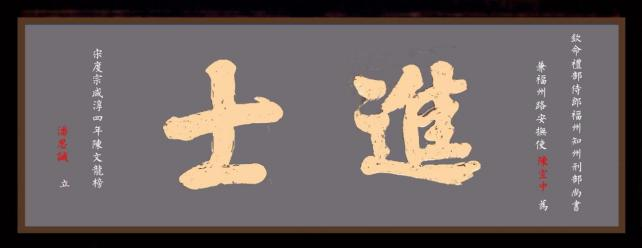 欽命禮部侍郎福州知州刑部尚書
兼福州路安撫使 陳宜中 為
進士
宋度宗咸淳四年陳文龍榜
潘思誠 立